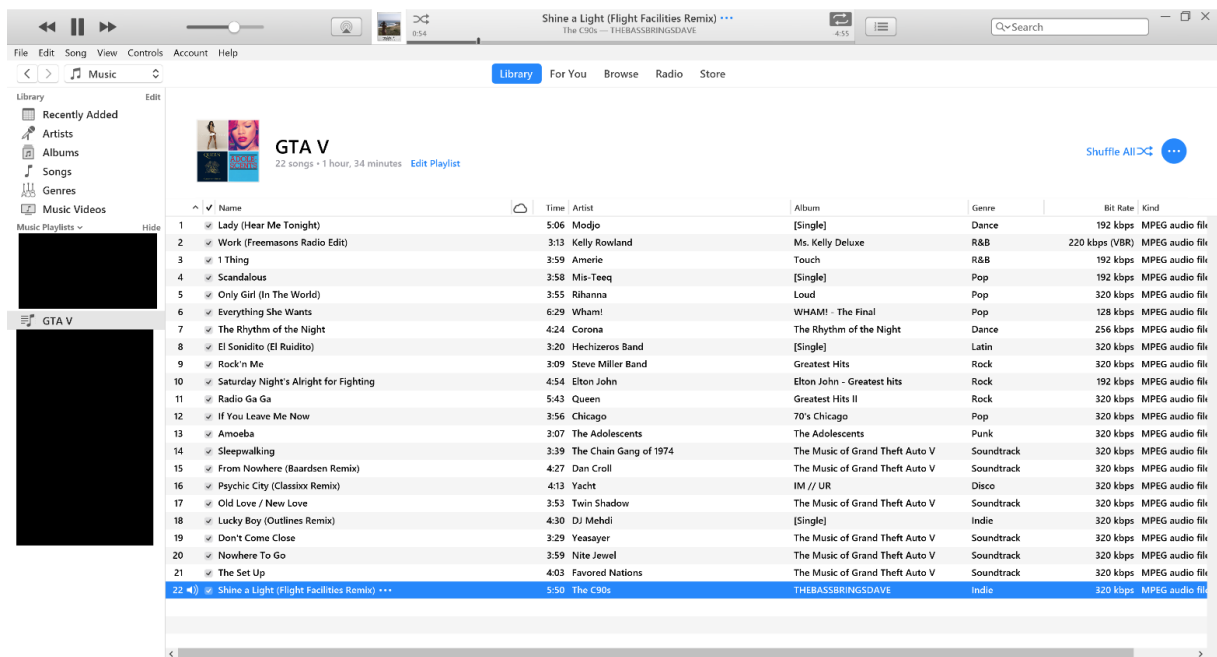 Shine a Light (Flight Facilities Remix) •••
The C90s — THEBASSBRINGSDAVE
0:54
4:55
Search
File Edit Song View Controls Account Help
Music
Library For You Browse Radio Store
Library Edit
Recently Added
Artists
Albums
Songs
Genres
Music Videos
Music Playlists Hide
GTA V
GTA V
22 songs • 1 hour, 34 minutes Edit Playlist
Shuffle All
Name Time Artist Album Genre Bit Rate Kind
1 Lady (Hear Me Tonight) 5:06 Modjo [Single] Dance 192 kbps MPEG audio file
2 Work (Freemasons Radio Edit) 3:13 Kelly Rowland Ms. Kelly Deluxe R&B 220 kbps (VBR) MPEG audio file
3 1 Thing 3:59 Amerie Touch R&B 192 kbps MPEG audio file
4 Scandalous 3:58 Mis-Teeq [Single] Pop 192 kbps MPEG audio file
5 Only Girl (In The World) 3:55 Rihanna Loud Pop 320 kbps MPEG audio file
6 Everything She Wants 6:29 Wham! WHAM! - The Final Pop 128 kbps MPEG audio file
7 The Rhythm of the Night 4:24 Corona The Rhythm of the Night Dance 256 kbps MPEG audio file
8 El Sonidito (El Ruidito) 3:20 Hechizeros Band [Single] Latin 320 kbps MPEG audio file
9 Rock'n Me 3:09 Steve Miller Band Greatest Hits Rock 320 kbps MPEG audio file
10 Saturday Night's Alright for Fighting 4:54 Elton John Elton John - Greatest hits Rock 192 kbps MPEG audio file
11 Radio Ga Ga 5:43 Queen Greatest Hits II Rock 320 kbps MPEG audio file
12 If You Leave Me Now 3:56 Chicago 70's Chicago Pop 320 kbps MPEG audio file
13 Amoeba 3:07 The Adolescents The Adolescents Punk 320 kbps MPEG audio file
14 Sleepwalking 3:39 The Chain Gang of 1974 The Music of Grand Theft Auto V Soundtrack 320 kbps MPEG audio file
15 From Nowhere (Baardsen Remix) 4:27 Dan Croll The Music of Grand Theft Auto V Soundtrack 320 kbps MPEG audio file
16 Psychic City (Classixx Remix) 4:13 Yacht IM // UR Disco 320 kbps MPEG audio file
17 Old Love / New Love 3:53 Twin Shadow The Music of Grand Theft Auto V Soundtrack 320 kbps MPEG audio file
18 Lucky Boy (Outlines Remix) 4:30 DJ Mehdi [Single] Indie 320 kbps MPEG audio file
19 Don't Come Close 3:29 Yeasayer The Music of Grand Theft Auto V Soundtrack 320 kbps MPEG audio file
20 Nowhere To Go 3:59 Nite Jewel The Music of Grand Theft Auto V Soundtrack 320 kbps MPEG audio file
21 The Set Up 4:03 Favored Nations The Music of Grand Theft Auto V Soundtrack 320 kbps MPEG audio file
22 Shine a Light (Flight Facilities Remix) ••• 5:50 The C90s THEBASSBRINGSDAVE Indie 320 kbps MPEG audio file